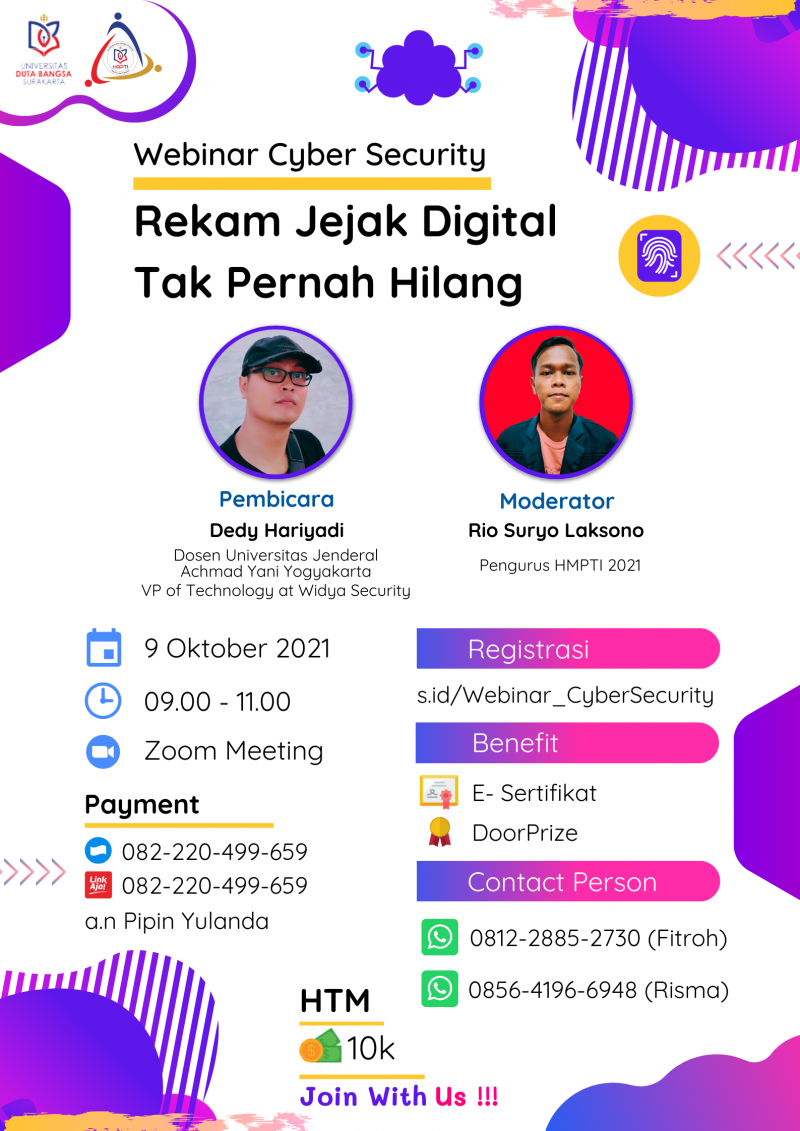 UNIVERSITAS
DUTA BANGSA
SURAKARTA
HMPTI
Webinar Cyber Security
Rekam Jejak Digital
Tak Pernah Hilang
Pembicara
Dedy Hariyadi
Dosen Universitas Jenderal
Achmad Yani Yogyakarta
VP of Technology at Widya Security
Moderator
Rio Suryo Laksono
Pengurus HMPTI 2021
9 Oktober 2021
09.00 - 11.00
Zoom Meeting
Payment
082-220-499-659
Link
Aja!
082-220-499-659
a.n Pipin Yulanda
Registrasi
s.id/Webinar_CyberSecurity
Benefit
E- Sertifikat
DoorPrize
Contact Person
0812-2885-2730 (Fitroh)
0856-4196-6948 (Risma)
HTM
10k
Join With Us !!!